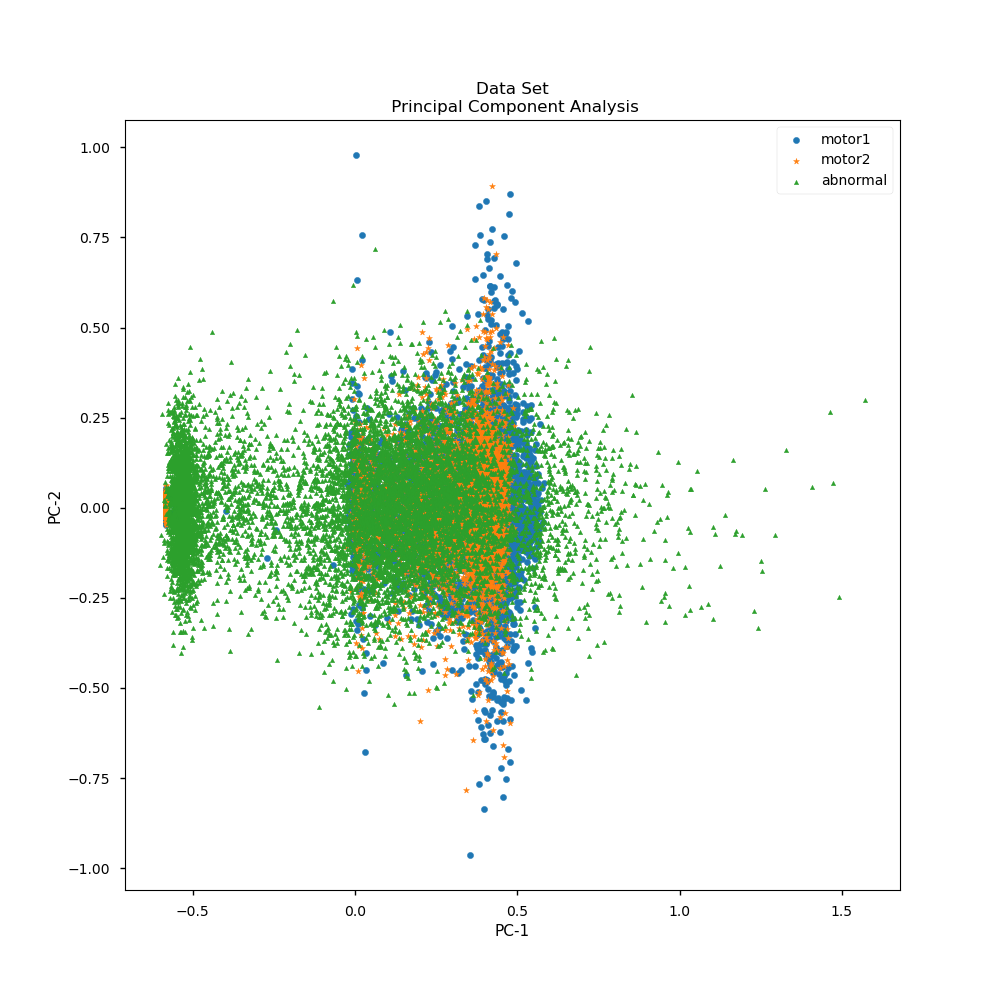 Data Set
Principal Component Analysis
motor1
motor2
abnormal
1.00
0.75
0.50
0.25
0.00
−0.25
−0.50
−0.75
−1.00
PC-2
−0.5
0.0
0.5
1.0
1.5
PC-1